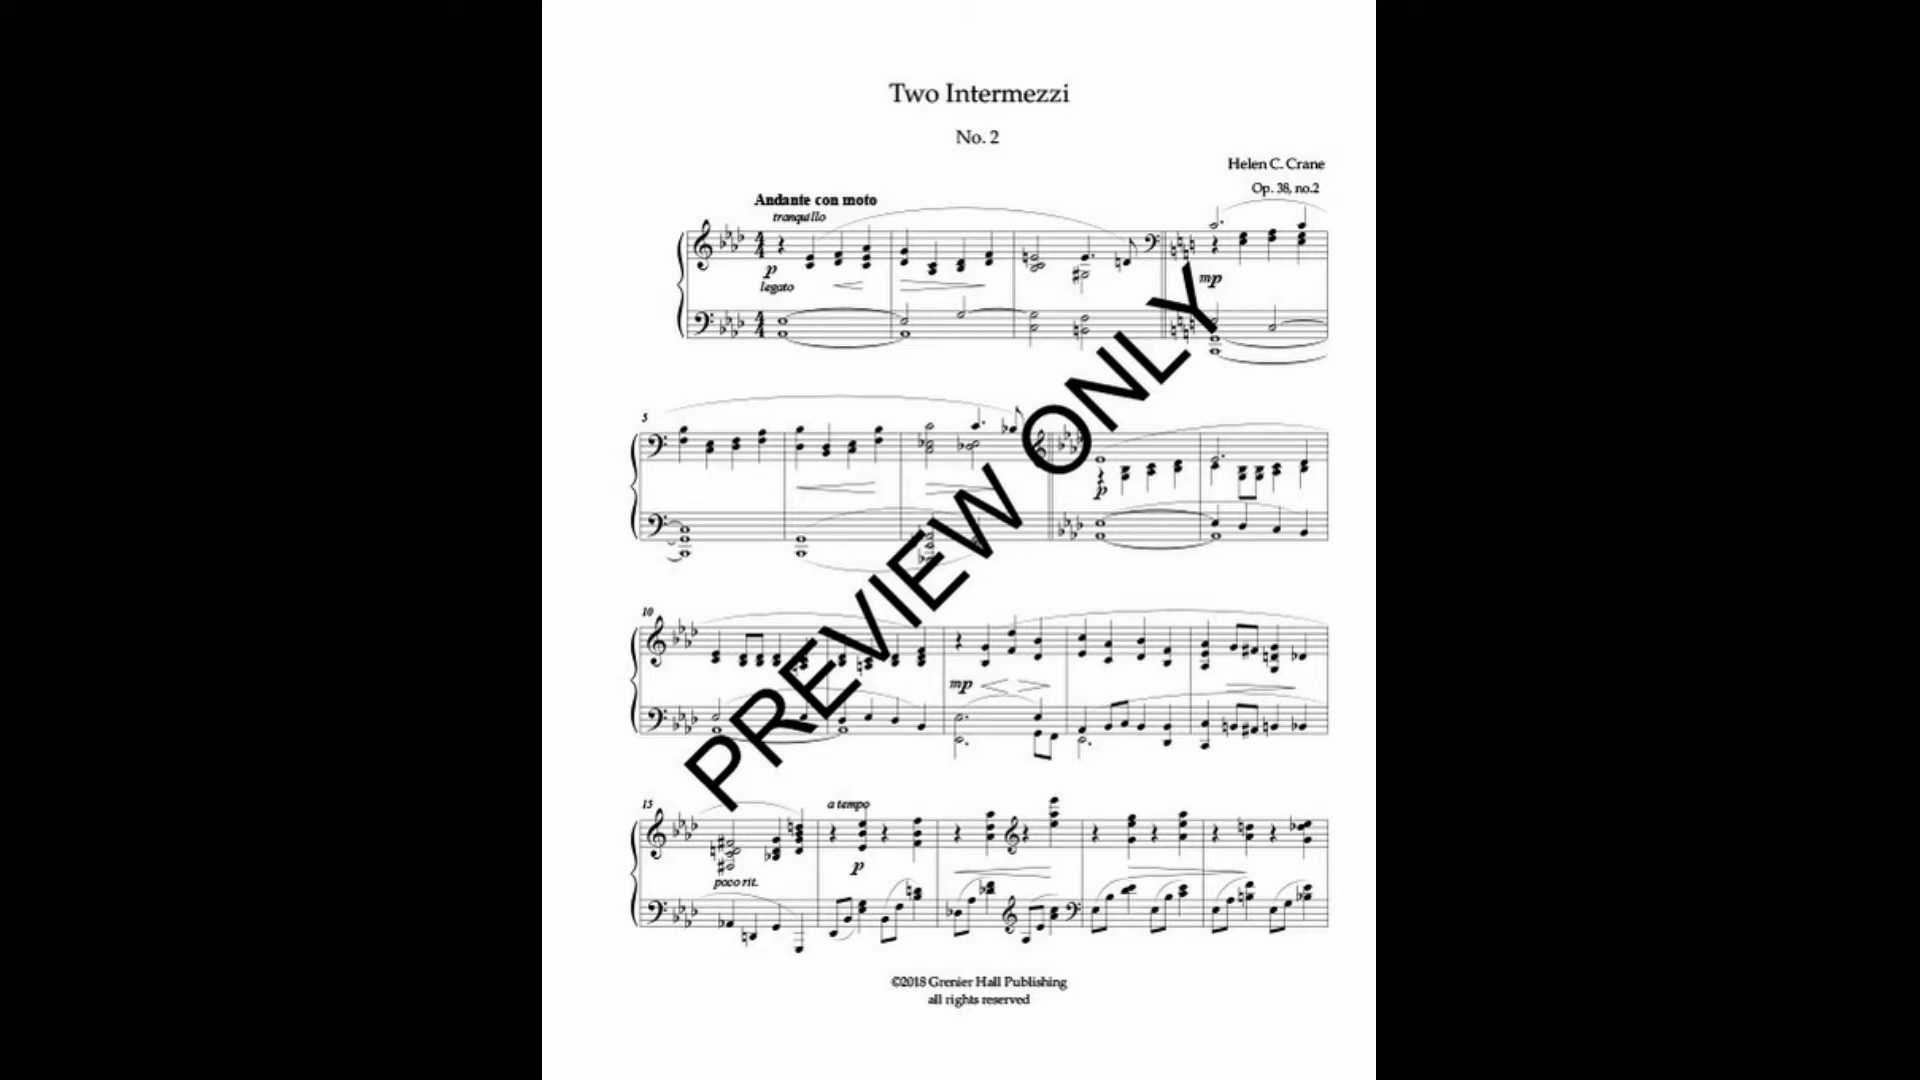 Two Intermezzi
No. 2
Helen C. Crane
Op. 38, no.2
Andante con moto
tranquillo
p
legato
mp
5
p
10
mp
15
a tempo
p
poco rit.
PREVIEW ONLY
©2018 Grenier Hall Publishing
all rights reserved